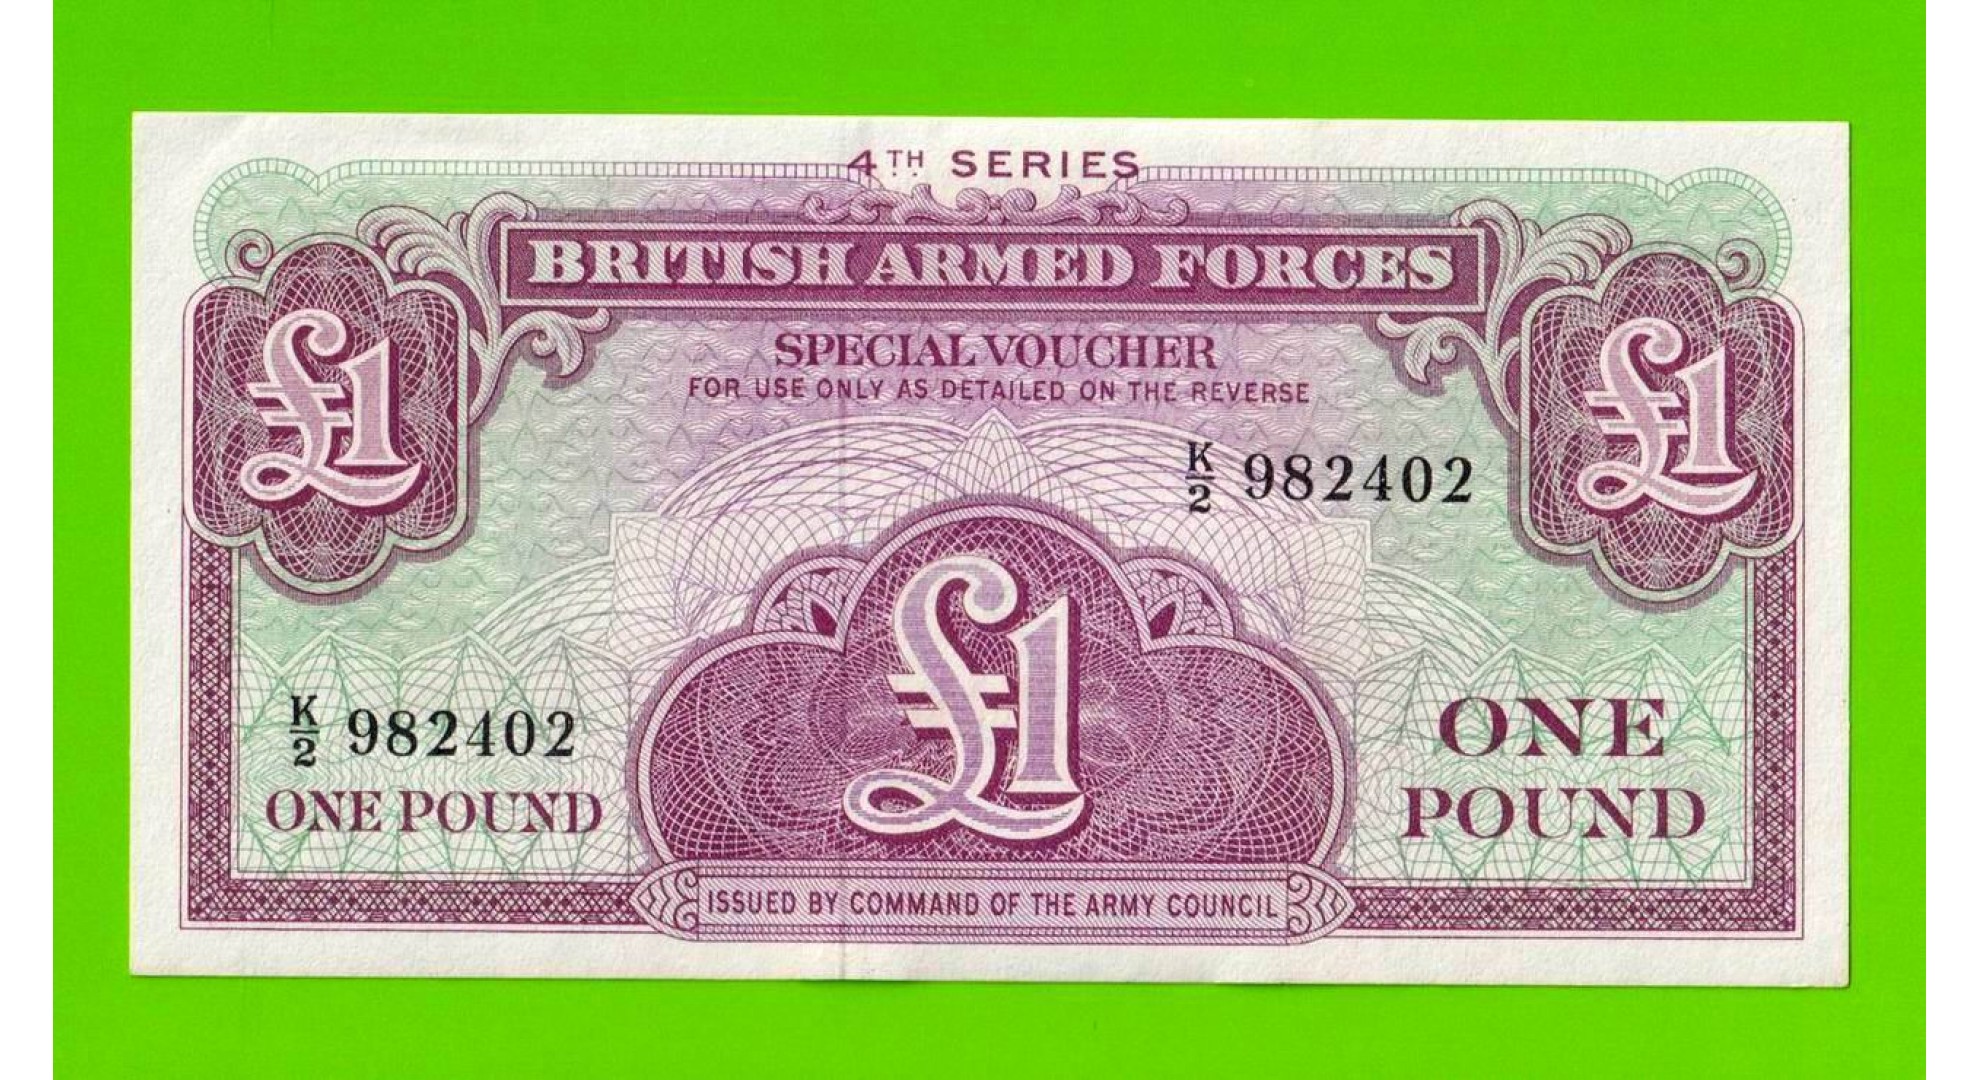 4TH SERIES
BRITISH ARMED FORCES
£1
£1
SPECIAL VOUCHER
FOR USE ONLY AS DETAILED ON THE REVERSE
K/2 982402
£1
K/2 982402
ONE POUND
ONE
POUND
ISSUED BY COMMAND OF THE ARMY COUNCIL